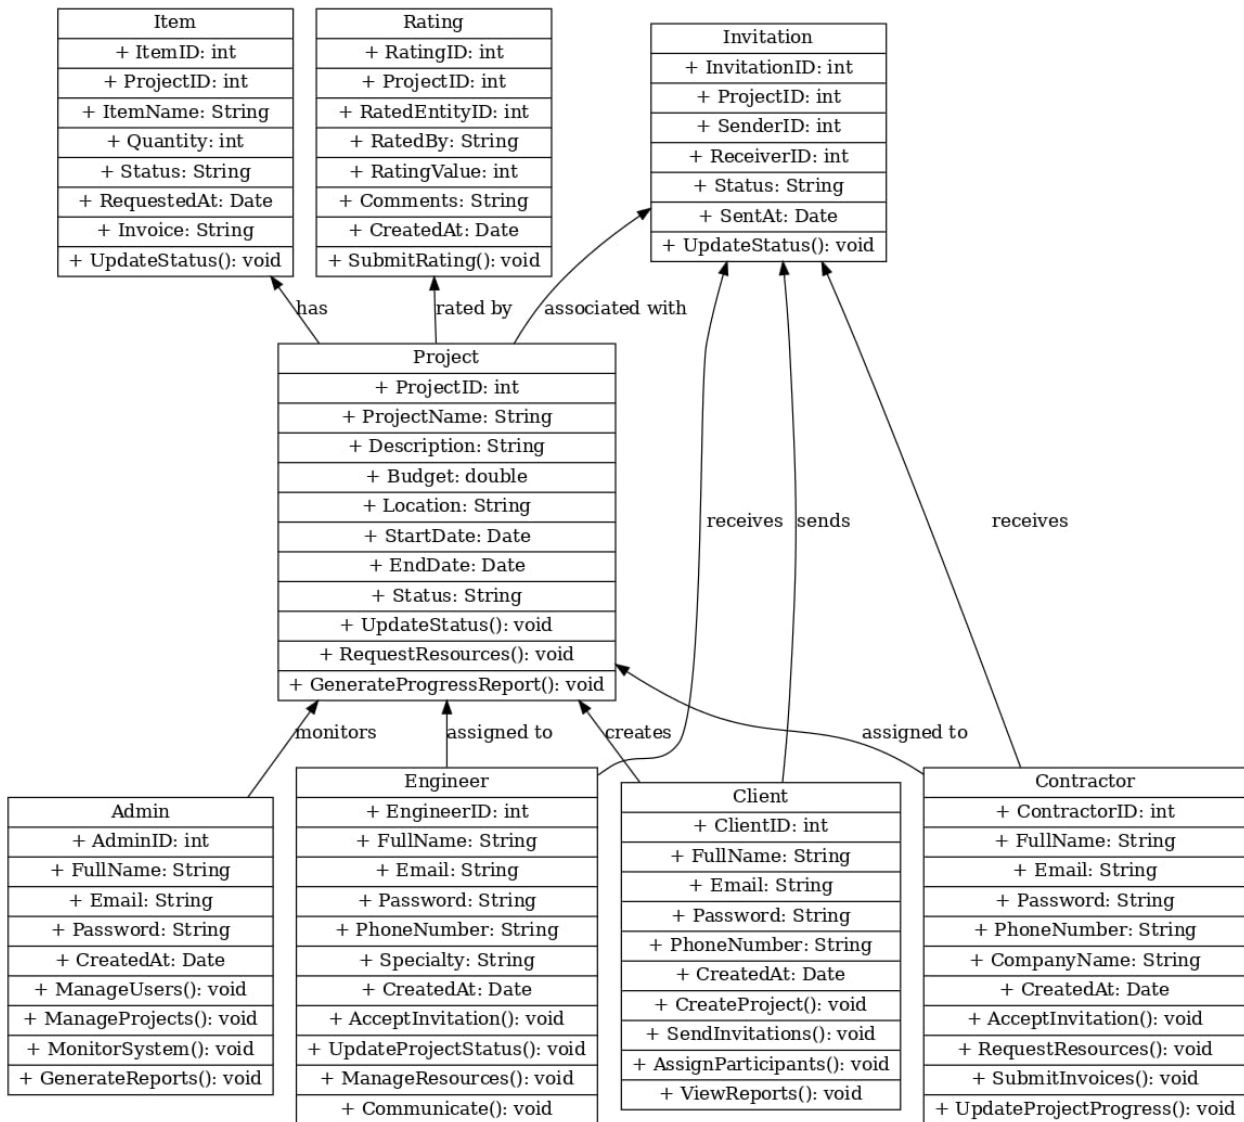 Item
+ ItemID: int
+ ProjectID: int
+ ItemName: String
+ Quantity: int
+ Status: String
+ RequestedAt: Date
+ Invoice: String
+ UpdateStatus(): void
Rating
+ RatingID: int
+ ProjectID: int
+ RatedEntityID: int
+ RatedBy: String
+ RatingValue: int
+ Comments: String
+ CreatedAt: Date
+ SubmitRating(): void
Invitation
+ InvitationID: int
+ ProjectID: int
+ SenderID: int
+ ReceiverID: int
+ Status: String
+ SentAt: Date
+ UpdateStatus(): void
has
rated by
associated with
Project
+ ProjectID: int
+ ProjectName: String
+ Description: String
+ Budget: double
+ Location: String
+ StartDate: Date
+ EndDate: Date
+ Status: String
+ UpdateStatus(): void
+ RequestResources(): void
+ GenerateProgressReport(): void
receives
sends
receives
monitors
assigned to
creates
assigned to
Admin
+ AdminID: int
+ FullName: String
+ Email: String
+ Password: String
+ CreatedAt: Date
+ ManageUsers(): void
+ ManageProjects(): void
+ MonitorSystem(): void
+ GenerateReports(): void
Engineer
+ EngineerID: int
+ FullName: String
+ Email: String
+ Password: String
+ PhoneNumber: String
+ Specialty: String
+ CreatedAt: Date
+ AcceptInvitation(): void
+ UpdateProjectStatus(): void
+ ManageResources(): void
+ Communicate(): void
Client
+ ClientID: int
+ FullName: String
+ Email: String
+ Password: String
+ PhoneNumber: String
+ CreatedAt: Date
+ CreateProject(): void
+ SendInvitations(): void
+ AssignParticipants(): void
+ ViewReports(): void
Contractor
+ ContractorID: int
+ FullName: String
+ Email: String
+ Password: String
+ PhoneNumber: String
+ CompanyName: String
+ CreatedAt: Date
+ AcceptInvitation(): void
+ RequestResources(): void
+ SubmitInvoices(): void
+ UpdateProjectProgress(): void